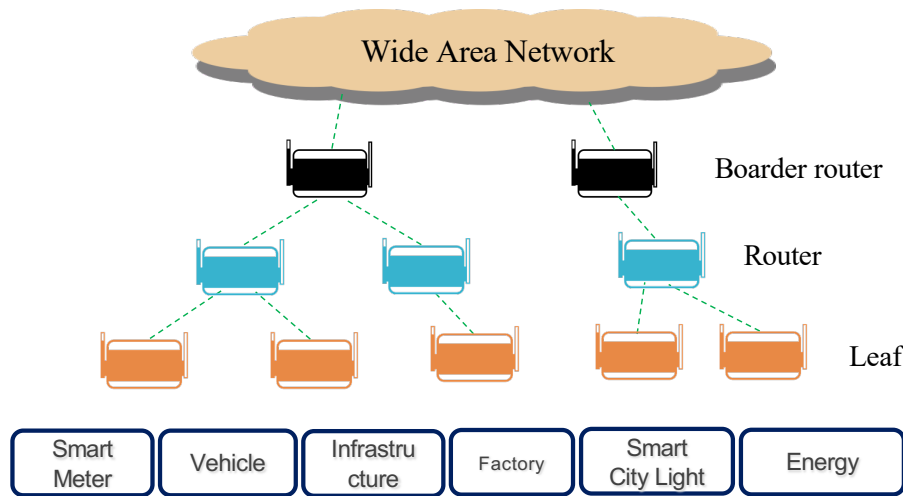 Wide Area Network
Boarder router
Router
Leaf
Smart
Meter
Vehicle
Infrastru
cture
Factory
Smart
City Light
Energy